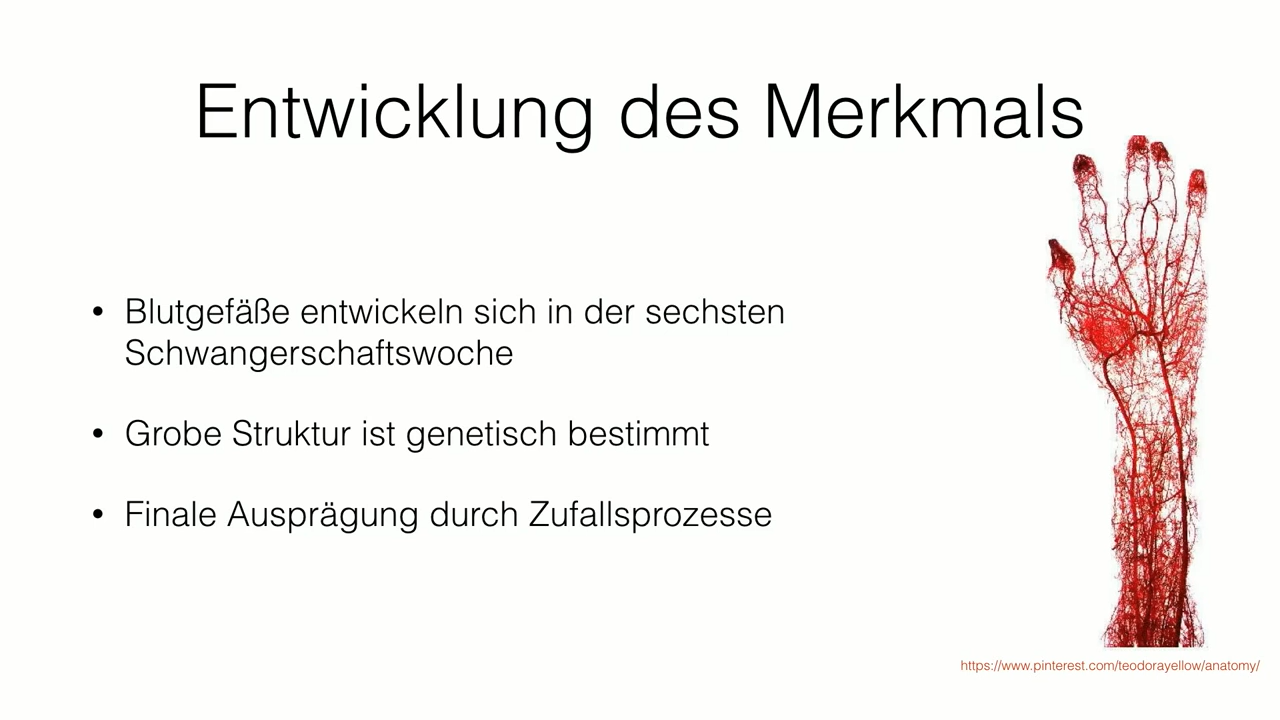 Entwicklung des Merkmals
• Blutgefäße entwickeln sich in der sechsten
Schwangerschaftswoche
• Grobe Struktur ist genetisch bestimmt
• Finale Ausprägung durch Zufallsprozesse
https://www.pinterest.com/teodorayellow/anatomy/